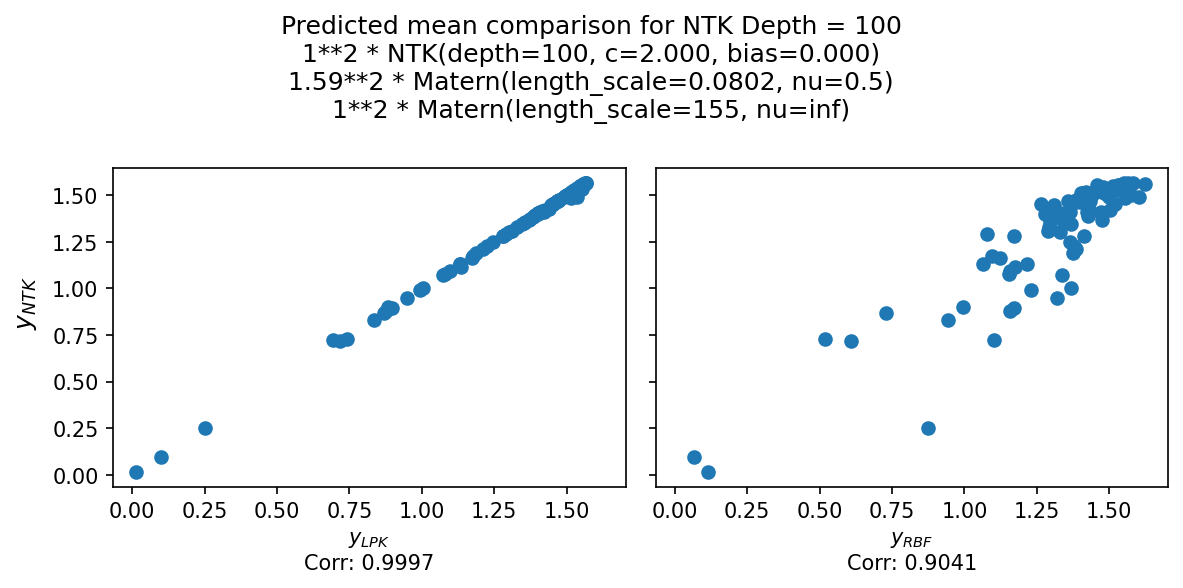 Predicted mean comparison for NTK Depth = 100
1**2 * NTK(depth=100, c=2.000, bias=0.000)
1.59**2 * Matern(length_scale=0.0802, nu=0.5)
1**2 * Matern(length_scale=155, nu=inf)
1.50
1.25
1.00
0.75
0.50
0.25
0.00
y_NTK
0.00 0.25 0.50 0.75 1.00 1.25 1.50
0.00 0.25 0.50 0.75 1.00 1.25 1.50
y_LPK
y_RBF
Corr: 0.9997
Corr: 0.9041